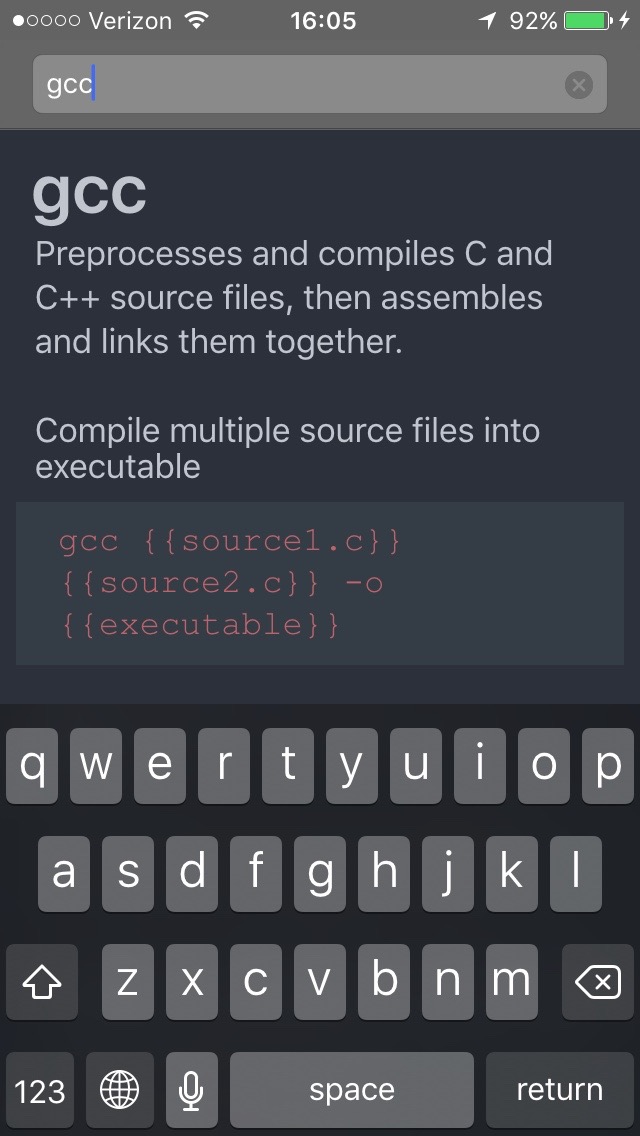 Verizon 16:05 92%
gcc
gcc
Preprocesses and compiles C and
C++ source files, then assembles
and links them together.
Compile multiple source files into
executable
gcc {{source1.c}}
{{source2.c}} -o
{{executable}}
q w e r t y u i o p
a s d f g h j k l
z x c v b n m
123 space return